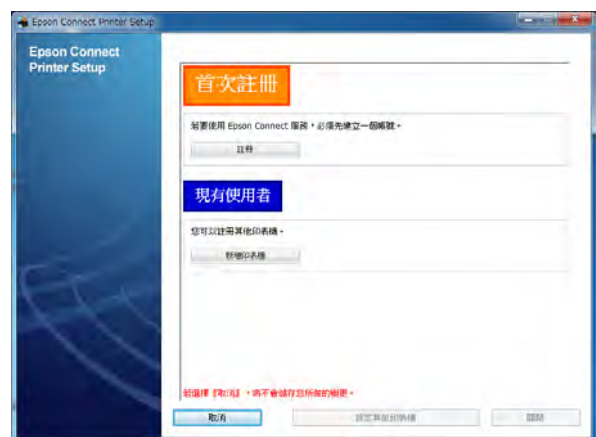 Epson Connect Printer Setup
Epson Connect
Printer Setup
首次註冊
若要使用 Epson Connect 服務，必須先建立一個帳號。
註冊
現有使用者
您可以註冊其他印表機。
新增印表機
若選擇『取消』，將不會儲存您所做的變更。
取消
設定其他印表機
關閉